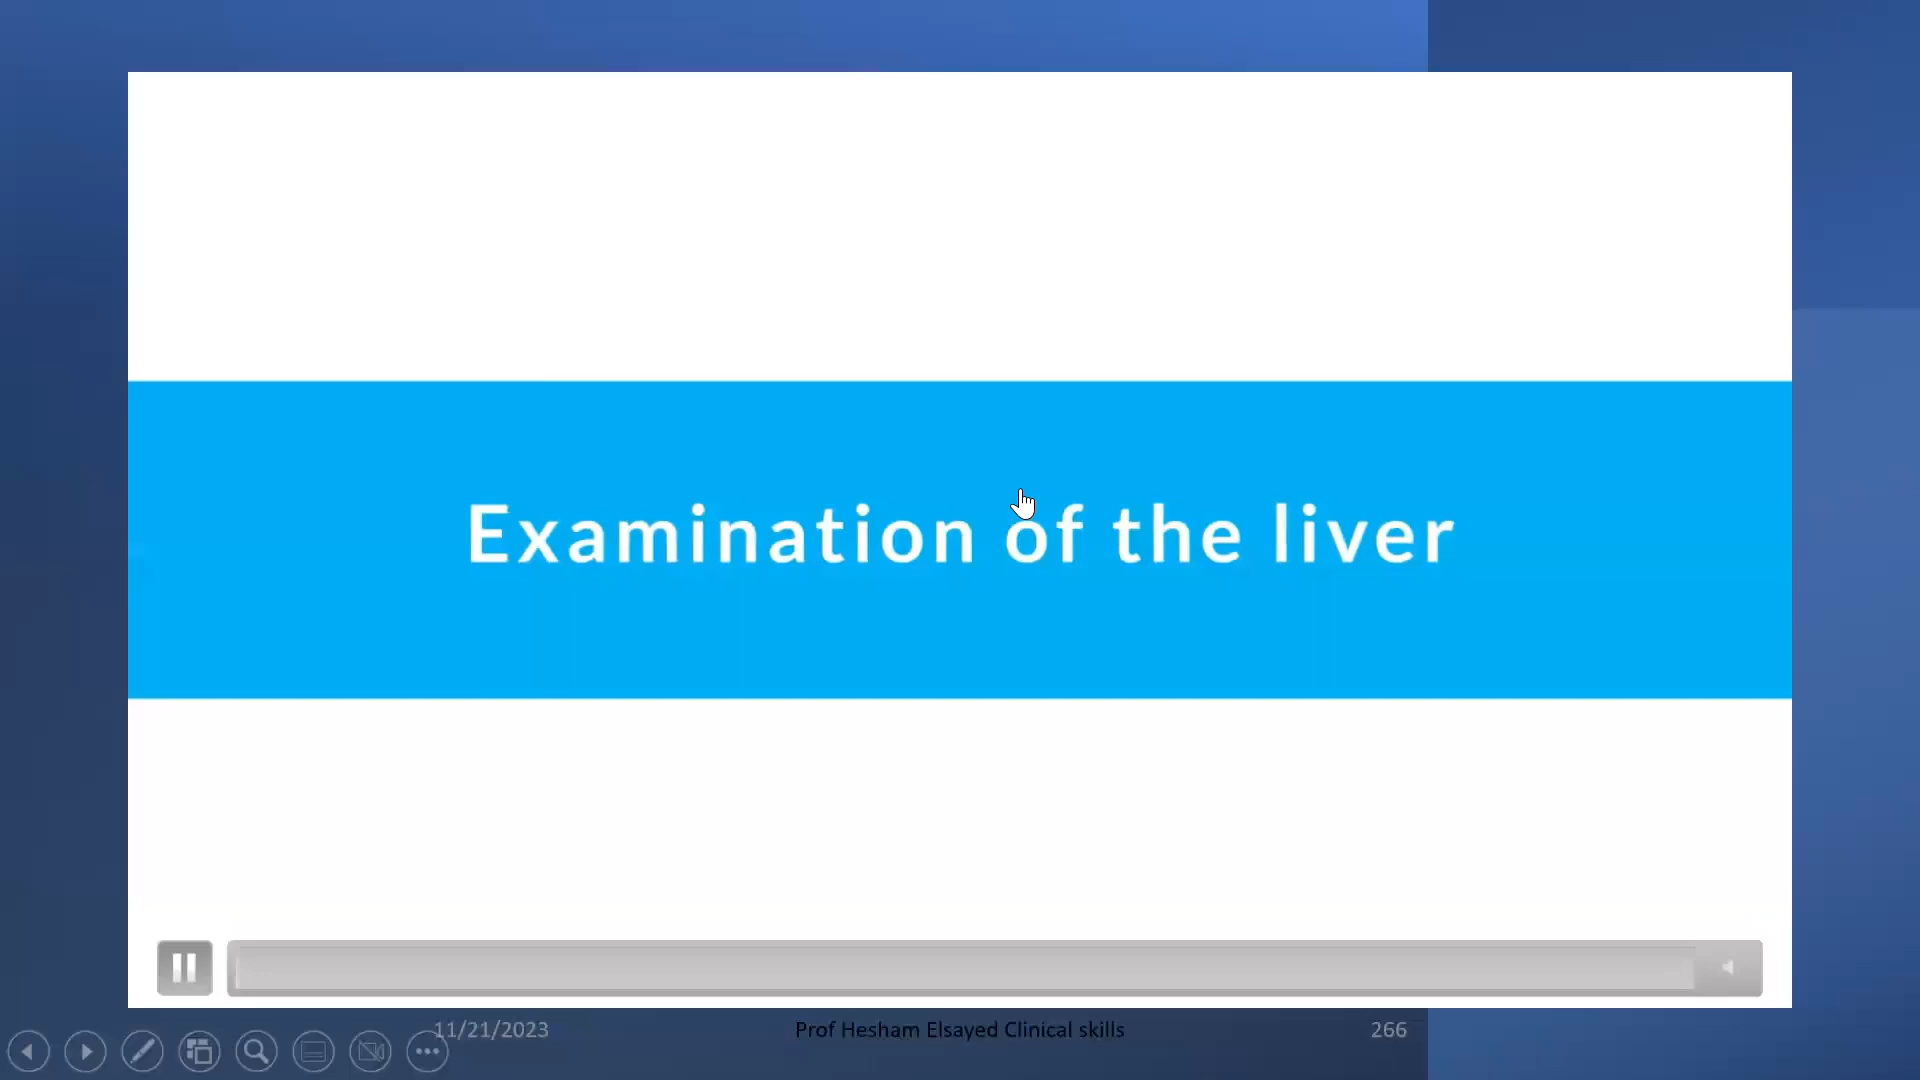 Examination of the liver
11/21/2023
Prof Hesham Elsayed Clinical skills
266